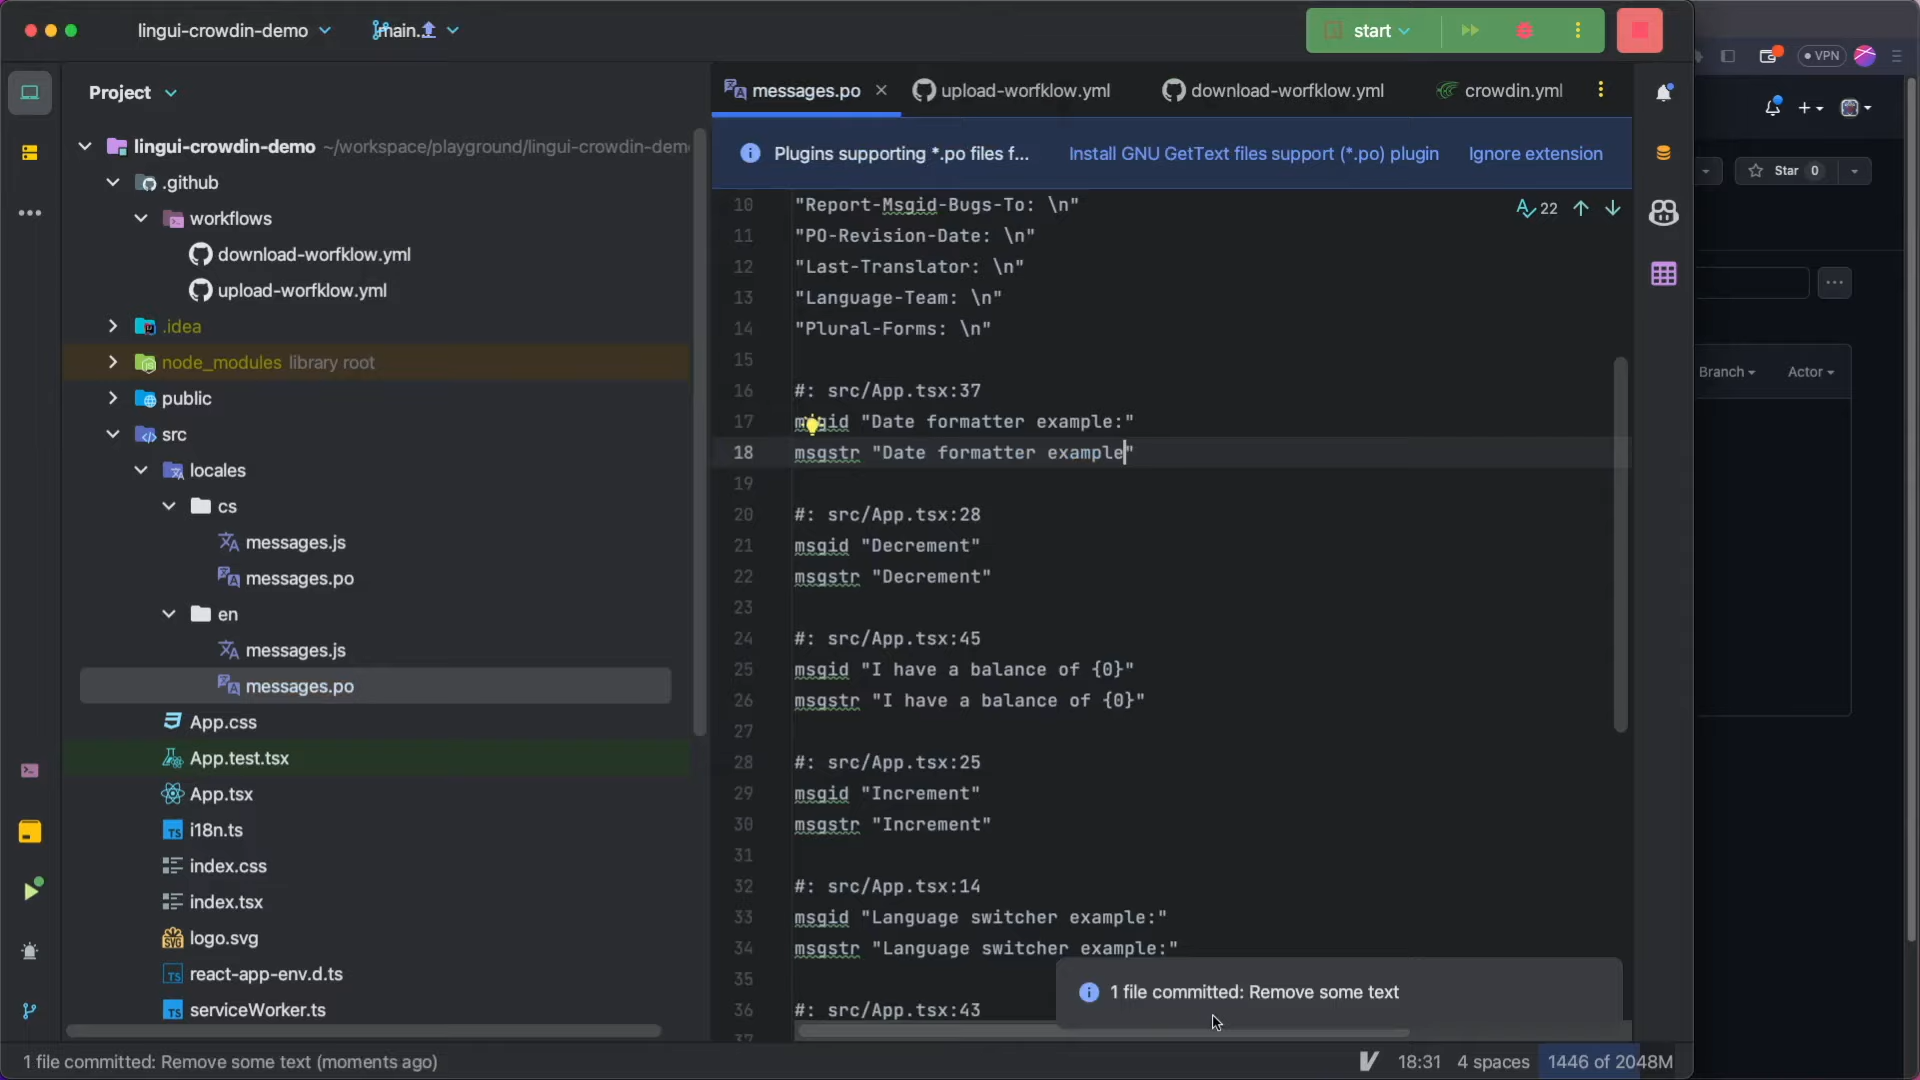 lingui-crowdin-demo
main
start
VPN
Project
messages.po
upload-worfklow.yml
download-worfklow.yml
crowdin.yml
Plugins supporting *.po files f...
Install GNU GetText files support (*.po) plugin
Ignore extension
lingui-crowdin-demo ~/workspace/playground/lingui-crowdin-dem
.github
workflows
download-worfklow.yml
upload-worfklow.yml
.idea
node_modules library root
public
src
locales
cs
messages.js
messages.po
en
messages.js
messages.po
App.css
App.test.tsx
App.tsx
i18n.ts
index.css
index.tsx
logo.svg
react-app-env.d.ts
serviceWorker.ts
22
10 "Report-Msgid-Bugs-To: \n"
11 "PO-Revision-Date: \n"
12 "Last-Translator: \n"
13 "Language-Team: \n"
14 "Plural-Forms: \n"
15
16 #: src/App.tsx:37
17 msgid "Date formatter example:"
18 msgstr "Date formatter example"
19
20 #: src/App.tsx:28
21 msgid "Decrement"
22 msgstr "Decrement"
23
24 #: src/App.tsx:45
25 msgid "I have a balance of {0}"
26 msgstr "I have a balance of {0}"
27
28 #: src/App.tsx:25
29 msgid "Increment"
30 msgstr "Increment"
31
32 #: src/App.tsx:14
33 msgid "Language switcher example:"
34 msgstr "Language switcher example:"
35
36 #: src/App.tsx:43
37
1 file committed: Remove some text
Star 0
Branch
Actor
1 file committed: Remove some text (moments ago)
18:31
4 spaces
1446 of 2048M